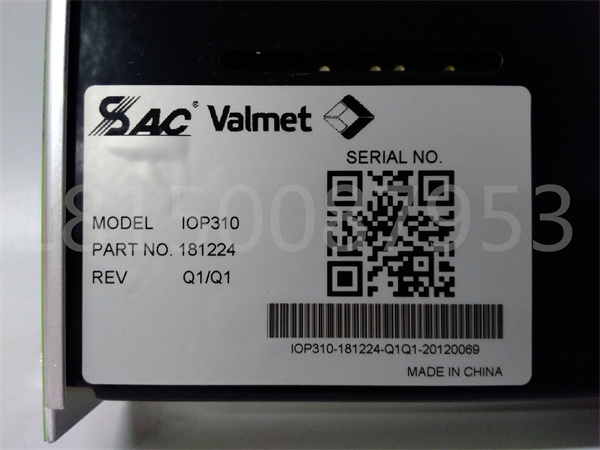 SAC® Valmet
SERIAL NO.
MODEL IOP310
PART NO. 181224
REV Q1/Q1
IOP310-181224-Q1Q1-20120069
MADE IN CHINA
18150087953